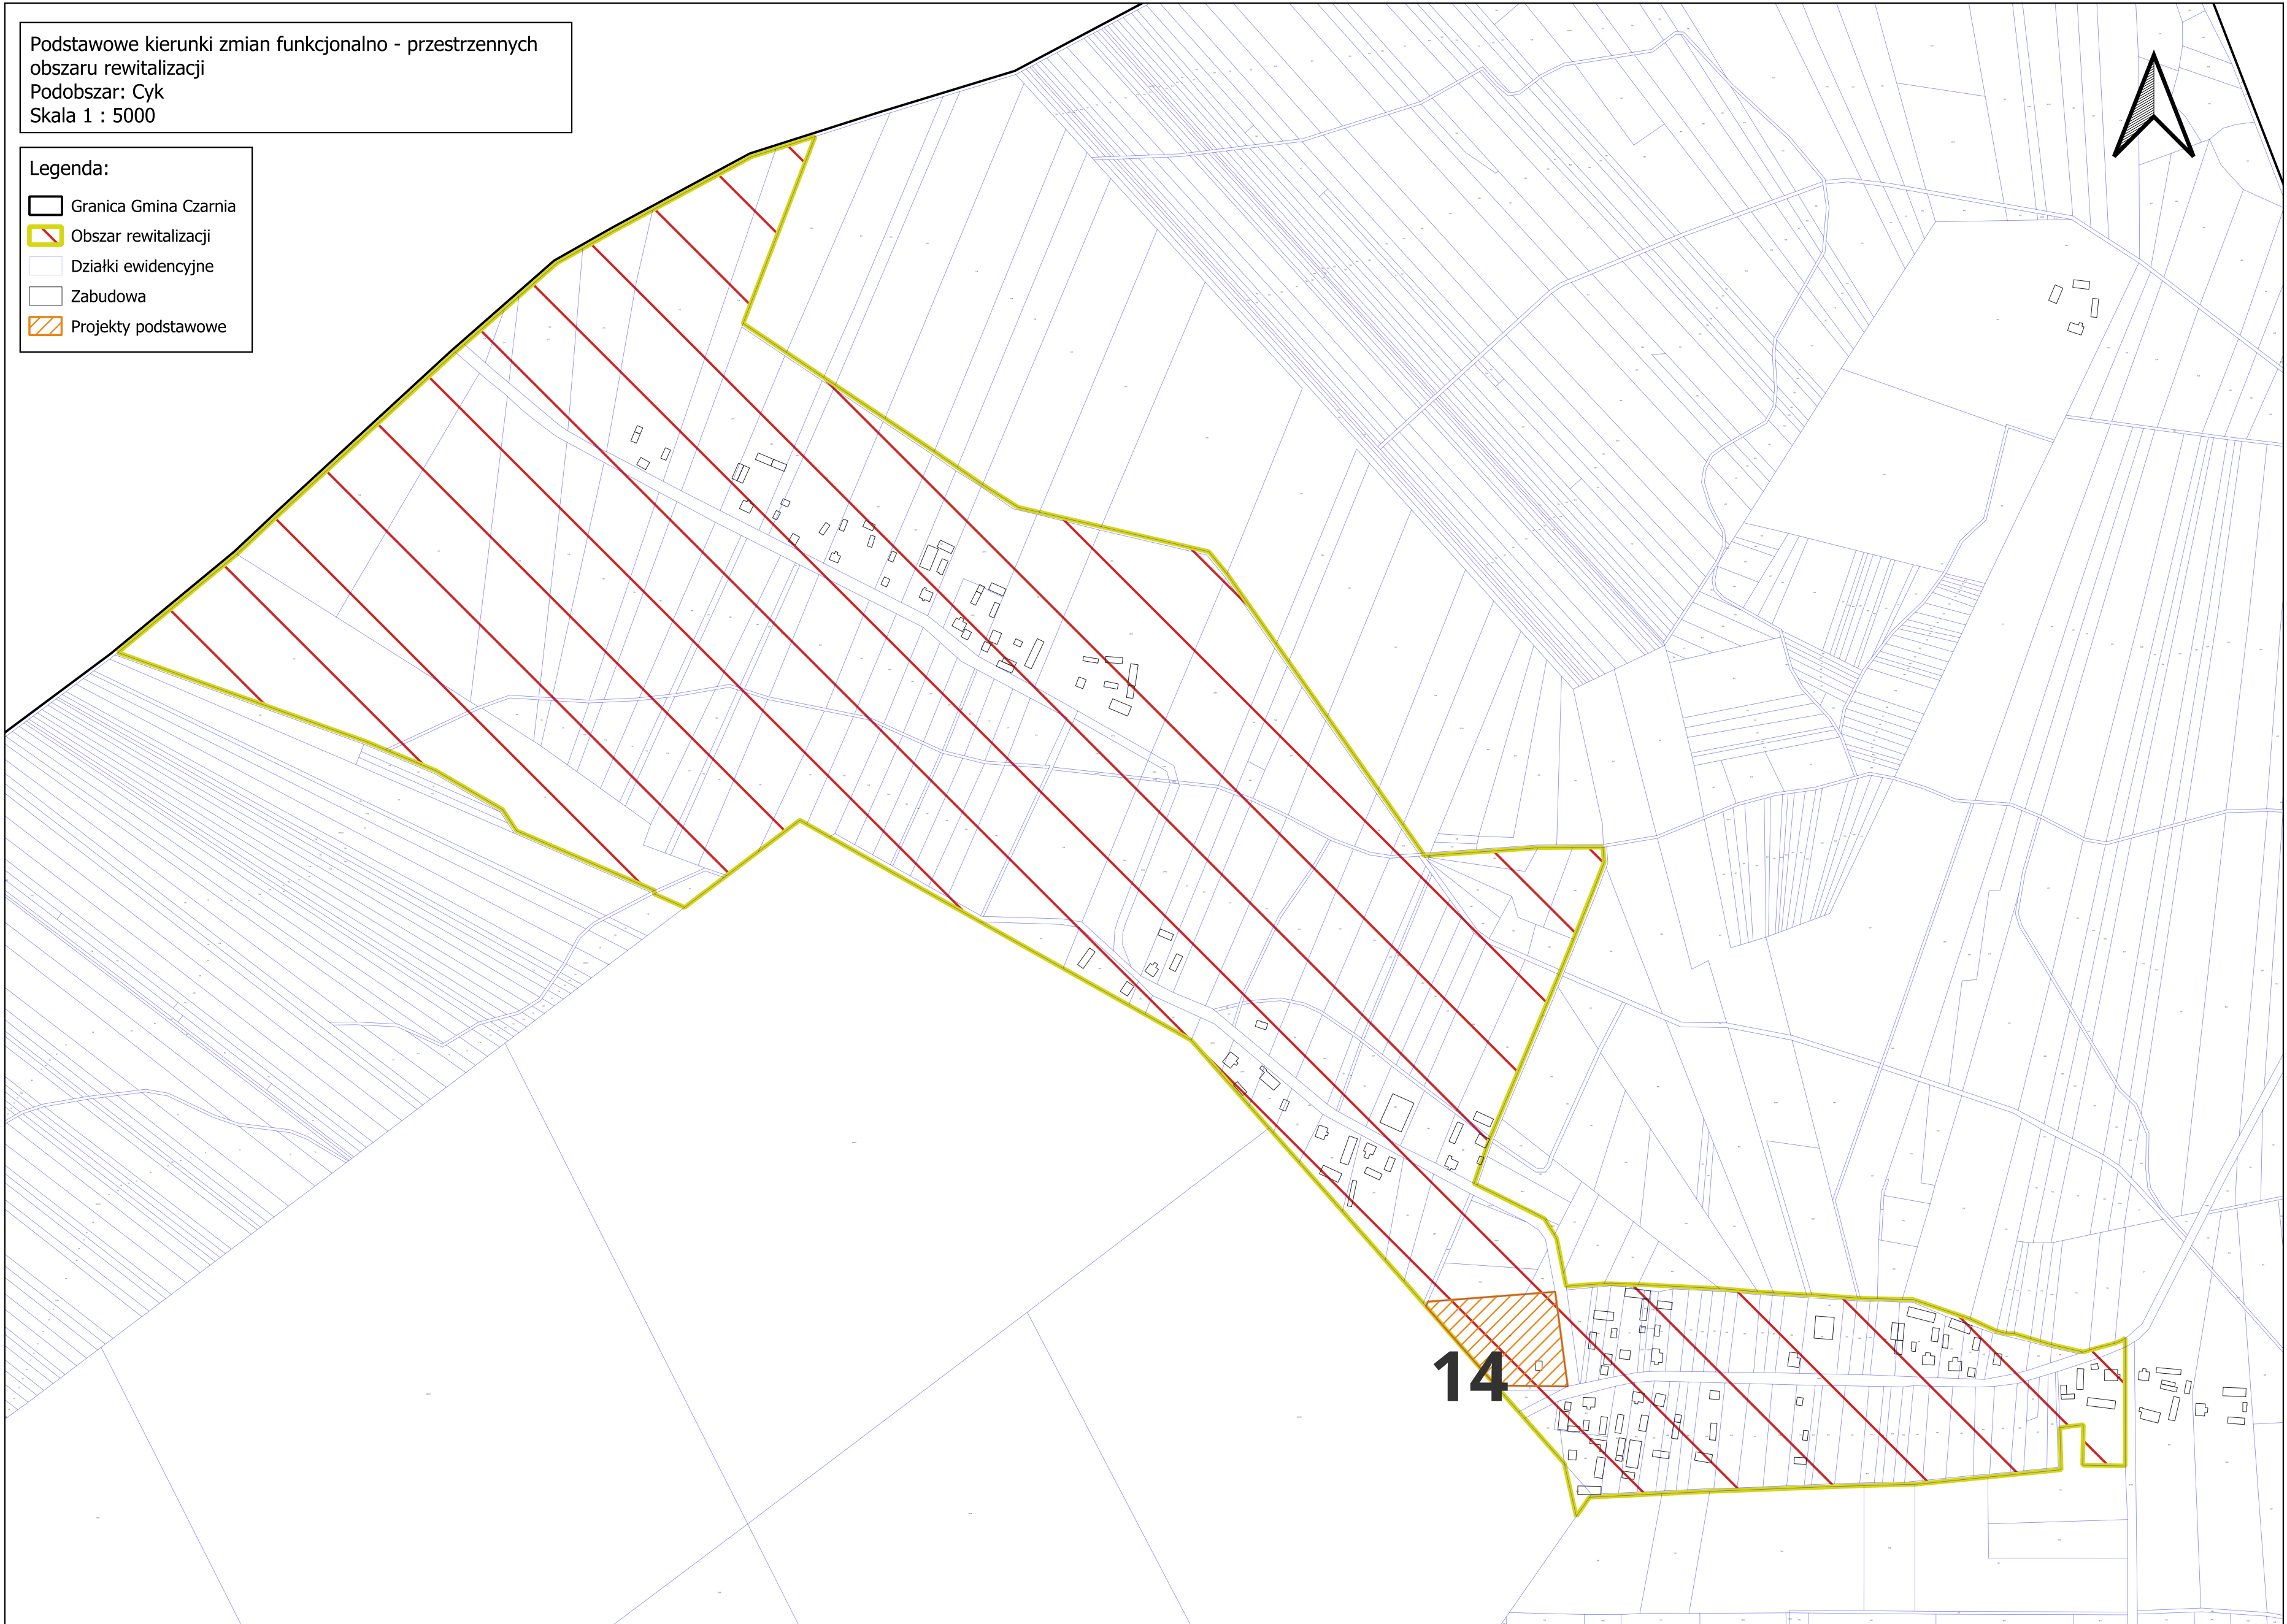 Podstawowe kierunki zmian funkcjonalno - przestrzennych
obszaru rewitalizacji
Podobszar: Cyk
Skala 1 : 5000
Legenda:
Granica Gmina Czarnia
Obszar rewitalizacji
Działki ewidencyjne
Zabudowa
Projekty podstawowe
14